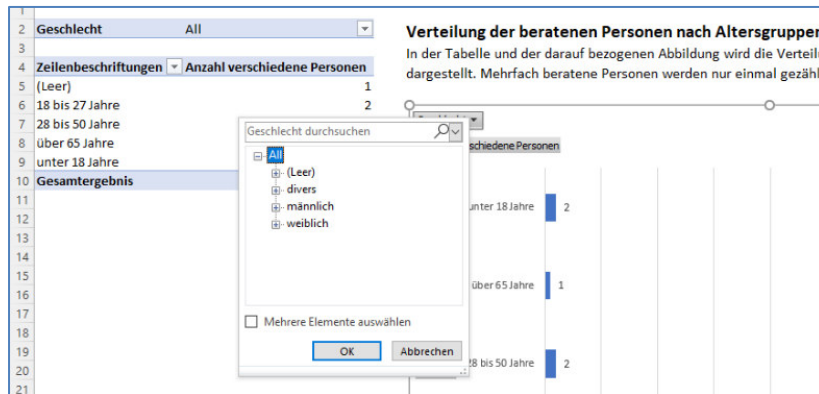 1
2 Geschlecht All
3
4 Zeilenbeschriftungen Anzahl verschiedene Personen
5 (Leer) 1
6 18 bis 27 Jahre 2
7 28 bis 50 Jahre
8 über 65 Jahre
9 unter 18 Jahre
10 Gesamtergebnis
11
12
13
14
15
16
17
18
19
20
21
Geschlecht durchsuchen
All
(Leer)
divers
männlich
weiblich
Mehrere Elemente auswählen
OK Abbrechen
Verteilung der beratenen Personen nach Altersgruppen
In der Tabelle und der darauf bezogenen Abbildung wird die Verteil
dargestellt. Mehrfach beratene Personen werden nur einmal gezähl
schiedene Personen
unter 18 Jahre 2
über 65 Jahre 1
28 bis 50 Jahre 2